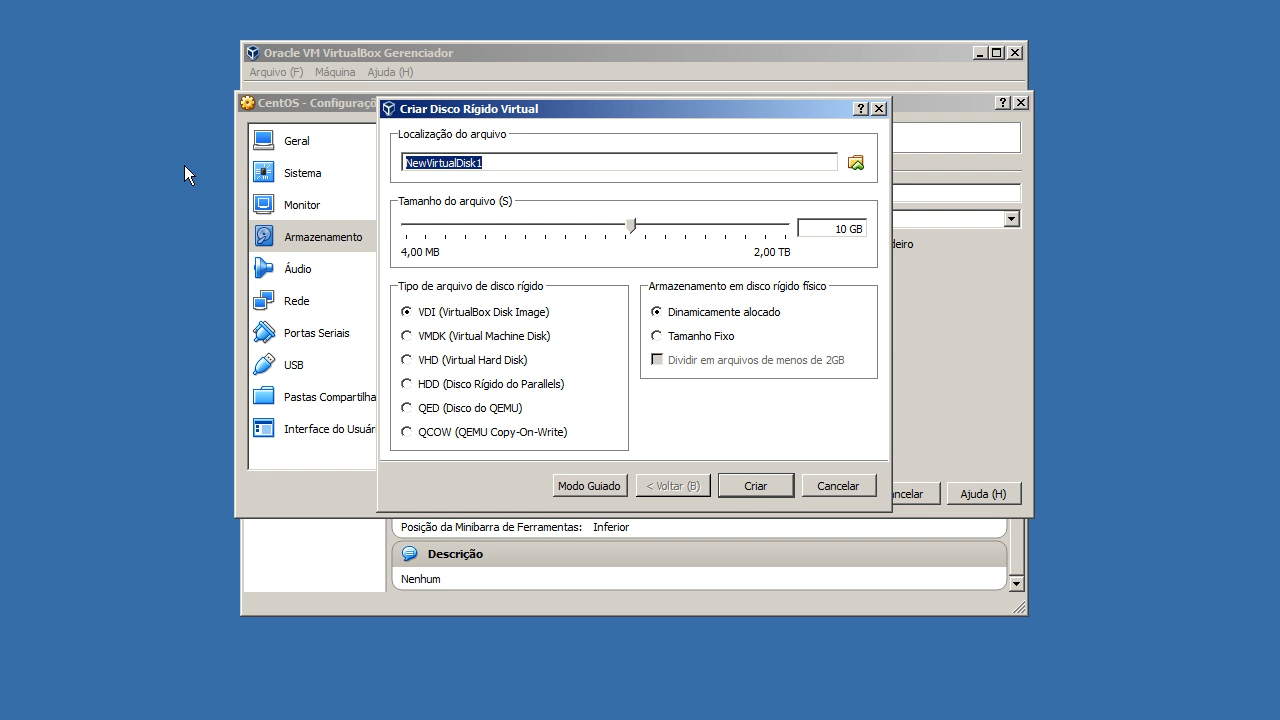 Oracle VM VirtualBox Gerenciador
Arquivo (F) Máquina Ajuda (H)
CentOS - Configuraçõ
Criar Disco Rígido Virtual
Geral
Sistema
Monitor
Armazenamento
Áudio
Rede
Portas Seriais
USB
Pastas Compartilha
Interface do Usuár
Localização do arquivo
NewVirtualDisk1
Tamanho do arquivo (S)
10 GB
4,00 MB 2,00 TB
Tipo de arquivo de disco rígido
VDI (VirtualBox Disk Image)
VMDK (Virtual Machine Disk)
VHD (Virtual Hard Disk)
HDD (Disco Rígido do Parallels)
QED (Disco do QEMU)
QCOW (QEMU Copy-On-Write)
Armazenamento em disco rígido físico
Dinamicamente alocado
Tamanho Fixo
Dividir em arquivos de menos de 2GB
deiro
Modo Guiado
< Voltar (B)
Criar
Cancelar
ancelar
Ajuda (H)
Posição da Minibarra de Ferramentas: Inferior
Descrição
Nenhum